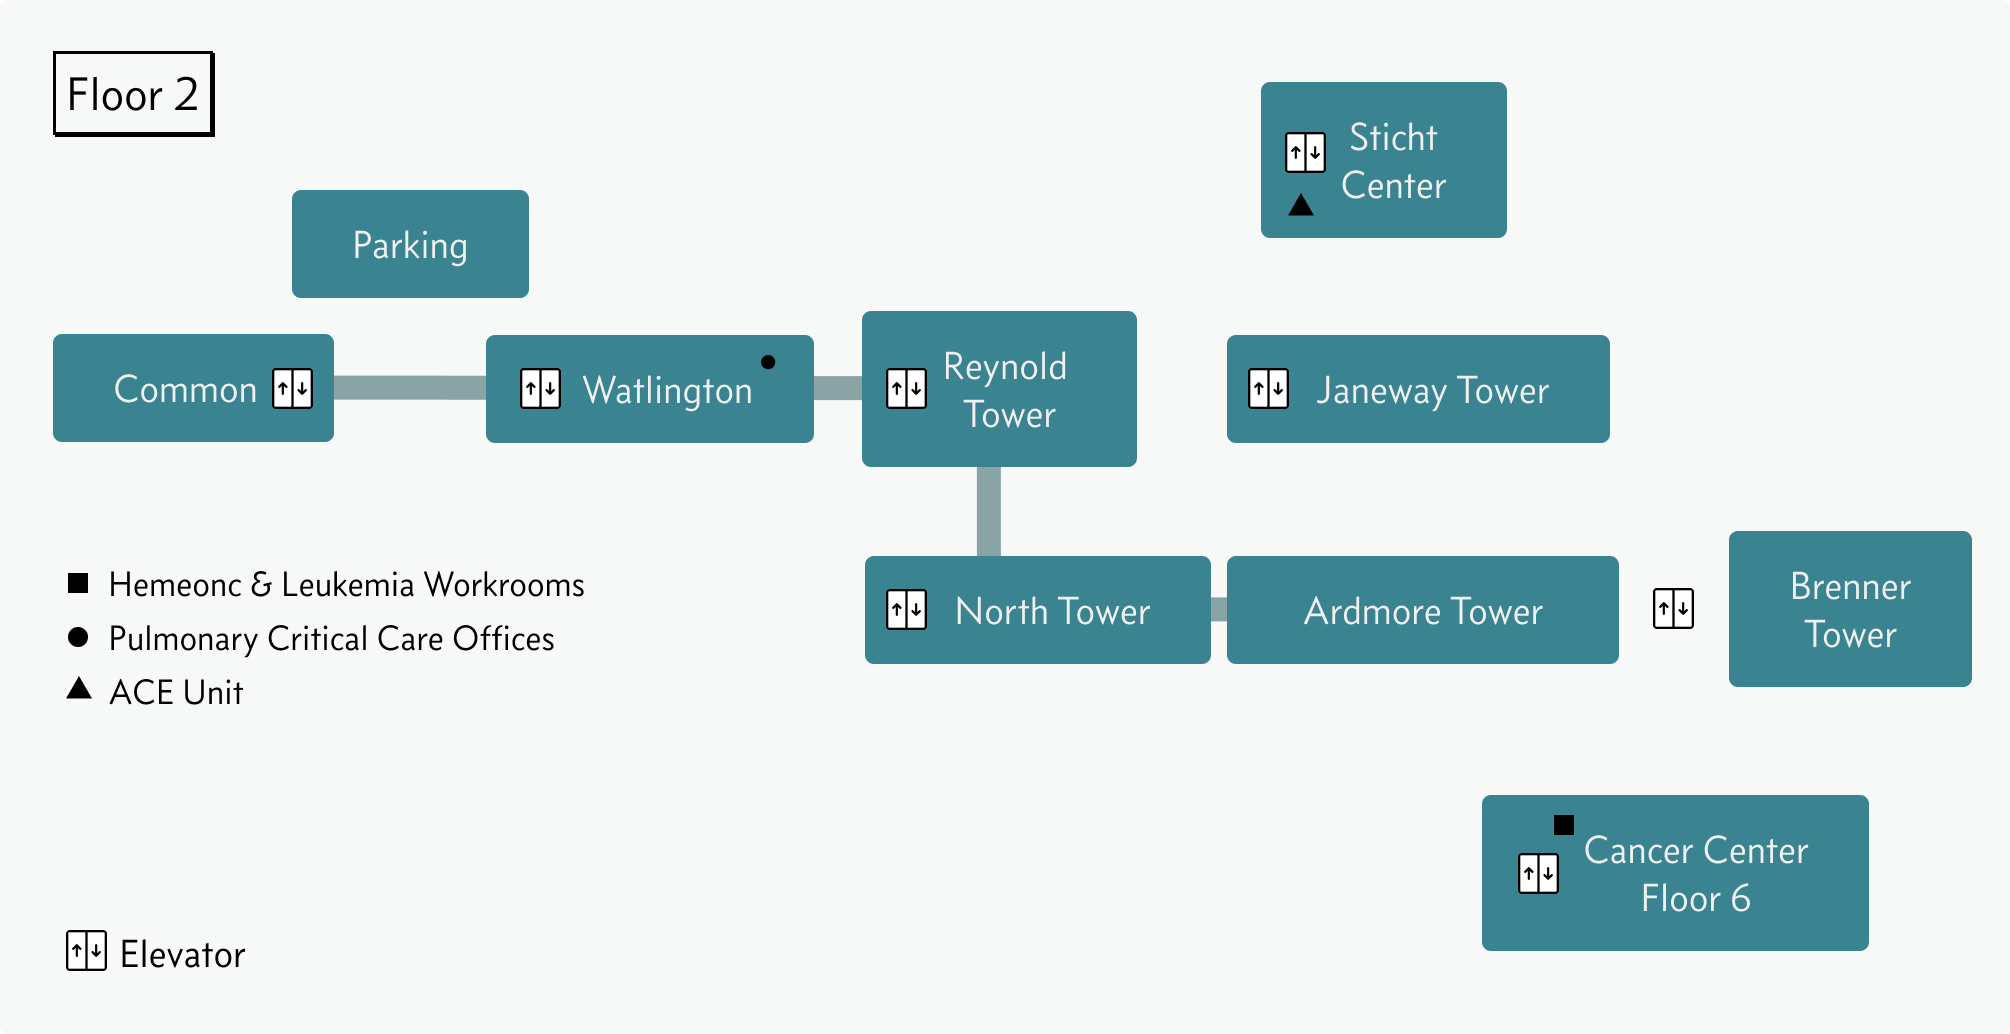 Floor 2
Sticht
Center
Parking
Common
Watlington
Reynold
Tower
Janeway Tower
Hemeonc & Leukemia Workrooms
Pulmonary Critical Care Offices
ACE Unit
North Tower
Ardmore Tower
Brenner
Tower
Cancer Center
Floor 6
Elevator